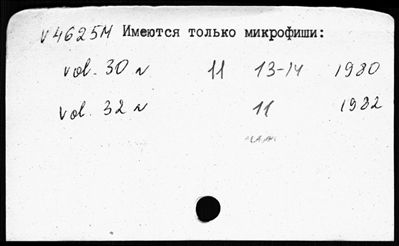 V4625M Имеются только микрофиши:
vol. 30 N 11 13-14 1980
vol. 32 N 11 1982